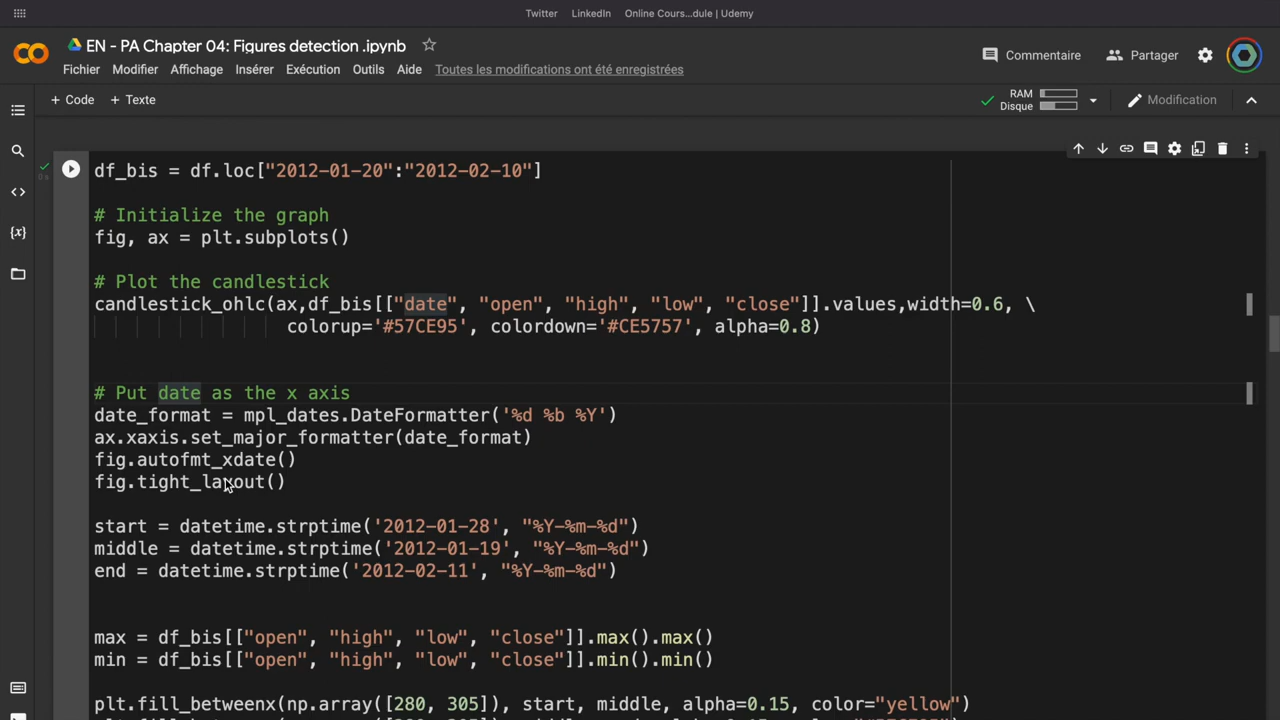 Twitter LinkedIn Online Cours...dule | Udemy
EN - PA Chapter 04: Figures detection .ipynb
Commentaire Partager
Fichier Modifier Affichage Insérer Exécution Outils Aide Toutes les modifications ont été enregistrées
+ Code + Texte
RAM
Disque
Modification
df_bis = df.loc["2012-01-20":"2012-02-10"]
# Initialize the graph
fig, ax = plt.subplots()
# Plot the candlestick
candlestick_ohlc(ax,df_bis[["date", "open", "high", "low", "close"]].values,width=0.6, \
colorup='#57CE95', colordown='#CE5757', alpha=0.8)
# Put date as the x axis
date_format = mpl_dates.DateFormatter('%d %b %Y')
ax.xaxis.set_major_formatter(date_format)
fig.autofmt_xdate()
fig.tight_layout()
start = datetime.strptime('2012-01-28', "%Y-%m-%d")
middle = datetime.strptime('2012-01-19', "%Y-%m-%d")
end = datetime.strptime('2012-02-11', "%Y-%m-%d")
max = df_bis[["open", "high", "low", "close"]].max().max()
min = df_bis[["open", "high", "low", "close"]].min().min()
plt.fill_betweenx(np.array([280, 305]), start, middle, alpha=0.15, color="yellow")